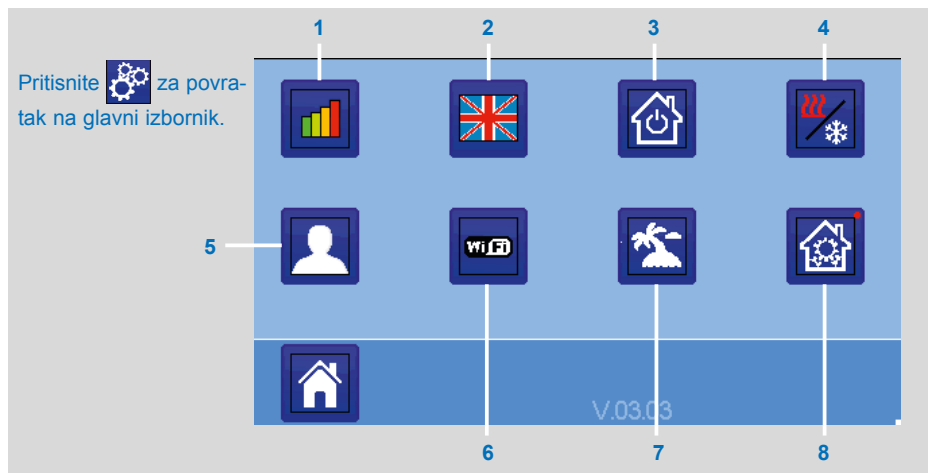 1 2 3 4
Pritisnite za povra-
tak na glavni izbornik.
5
WiFi
V.03.03
6 7 8